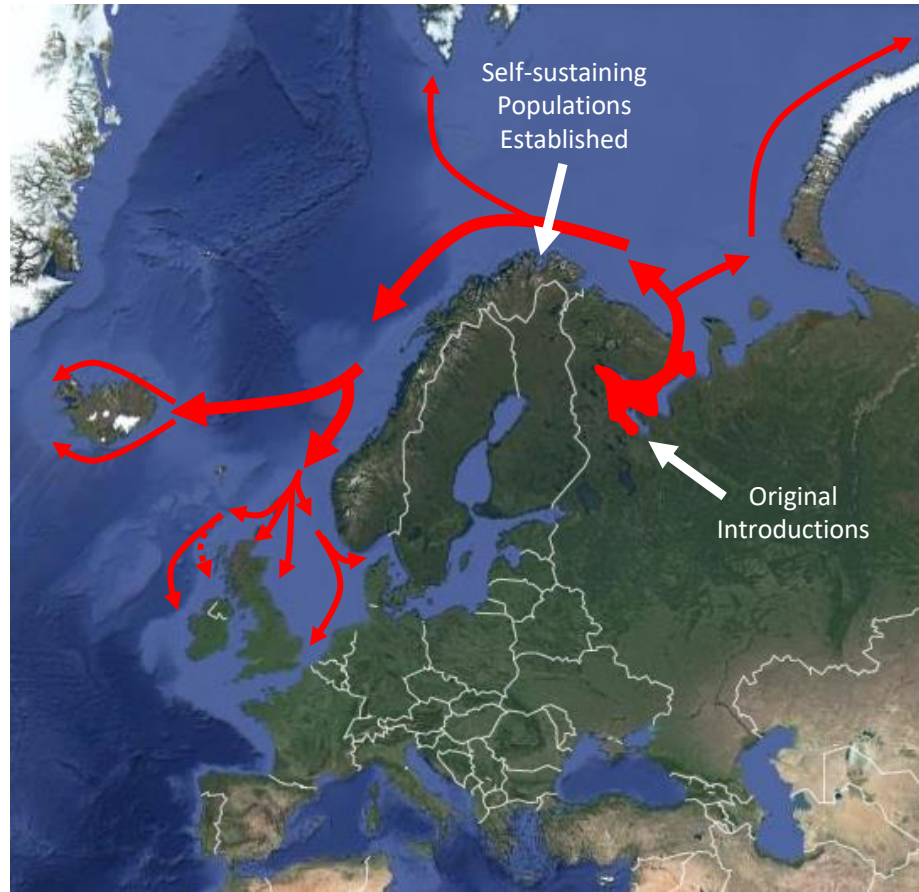 Self-sustaining
Populations
Established
Original
Introductions